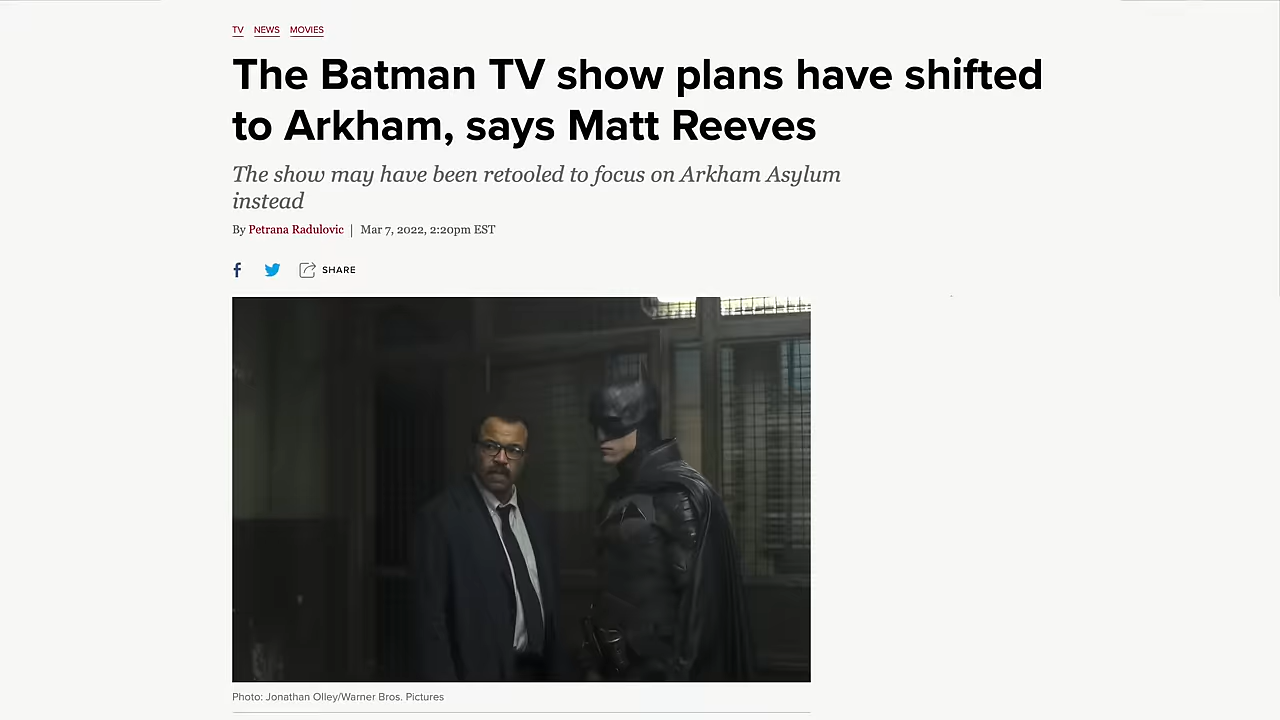 TV NEWS MOVIES
The Batman TV show plans have shifted
to Arkham, says Matt Reeves
The show may have been retooled to focus on Arkham Asylum
instead
By Petrana Radulovic | Mar 7, 2022, 2:20pm EST
SHARE
Photo: Jonathan Olley/Warner Bros. Pictures